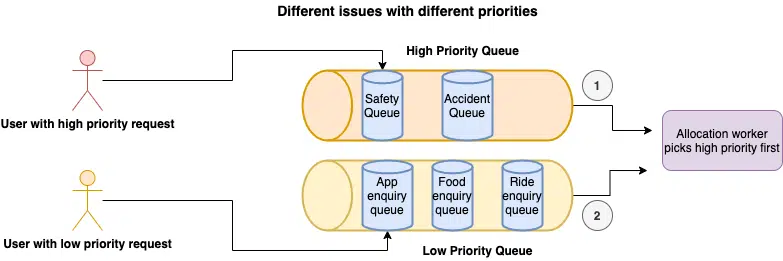 Different issues with different priorities
High Priority Queue
Safety
Queue
Accident
Queue
1
User with high priority request
Allocation worker
picks high priority first
App
enquiry
queue
Food
enquiry
queue
Ride
enquiry
queue
2
User with low priority request
Low Priority Queue